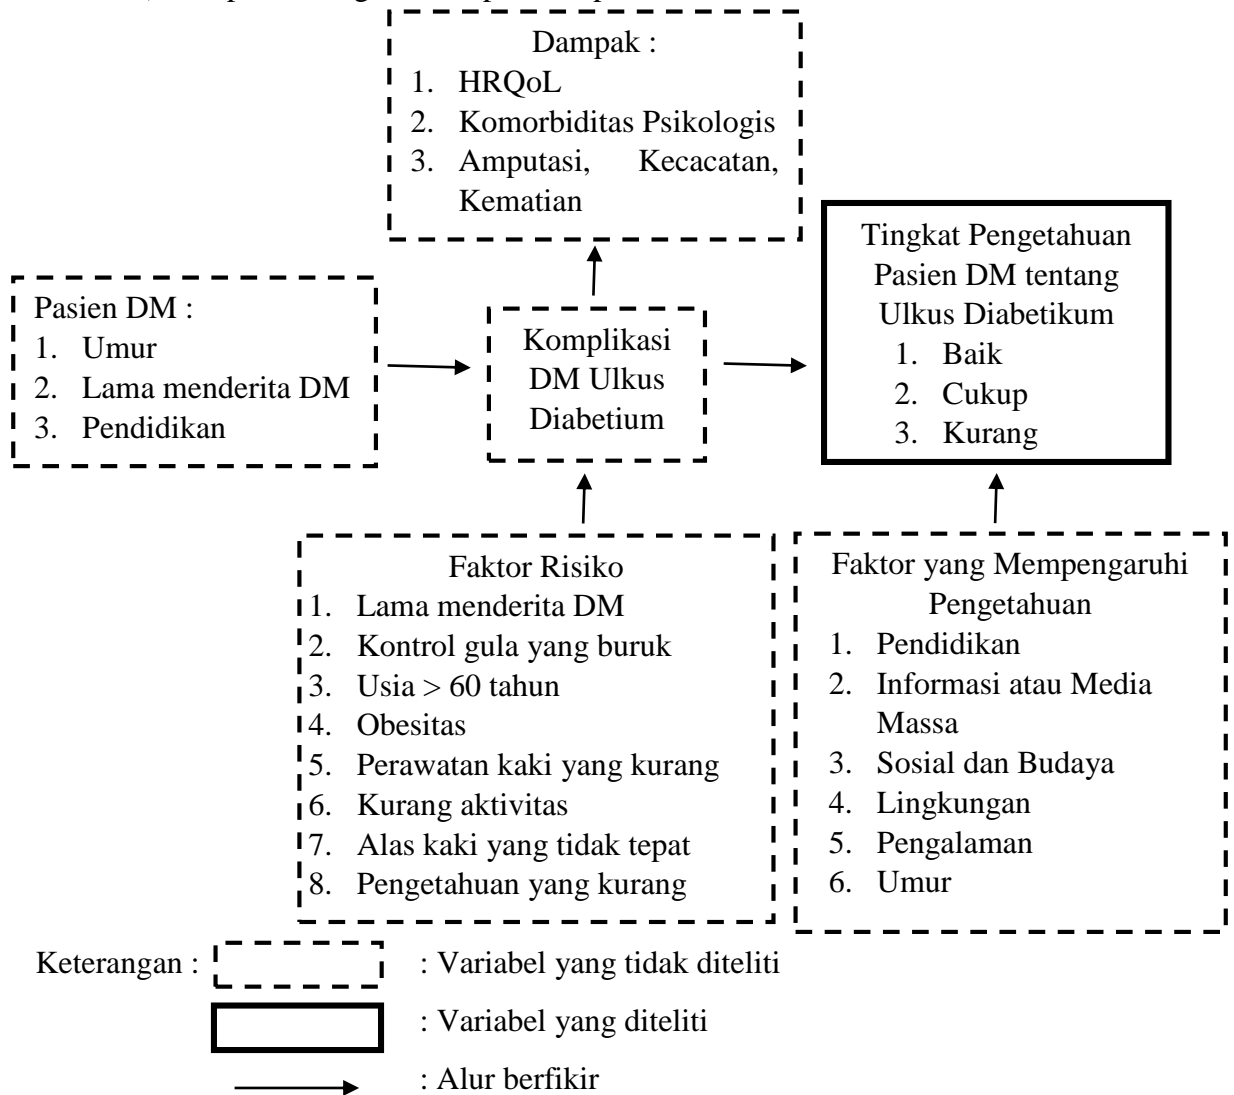 Dampak :
1. HRQoL
2. Komorbiditas Psikologis
3. Amputasi, Kecacatan,
Kematian
Tingkat Pengetahuan
Pasien DM tentang
Ulkus Diabetikum
1. Baik
2. Cukup
3. Kurang
Pasien DM :
1. Umur
2. Lama menderita DM
3. Pendidikan
Komplikasi
DM Ulkus
Diabetium
Faktor Risiko
1. Lama menderita DM
2. Kontrol gula yang buruk
3. Usia > 60 tahun
4. Obesitas
5. Perawatan kaki yang kurang
6. Kurang aktivitas
7. Alas kaki yang tidak tepat
8. Pengetahuan yang kurang
Faktor yang Mempengaruhi
Pengetahuan
1. Pendidikan
2. Informasi atau Media
Massa
3. Sosial dan Budaya
4. Lingkungan
5. Pengalaman
6. Umur
Keterangan : : Variabel yang tidak diteliti
: Variabel yang diteliti
: Alur berfikir